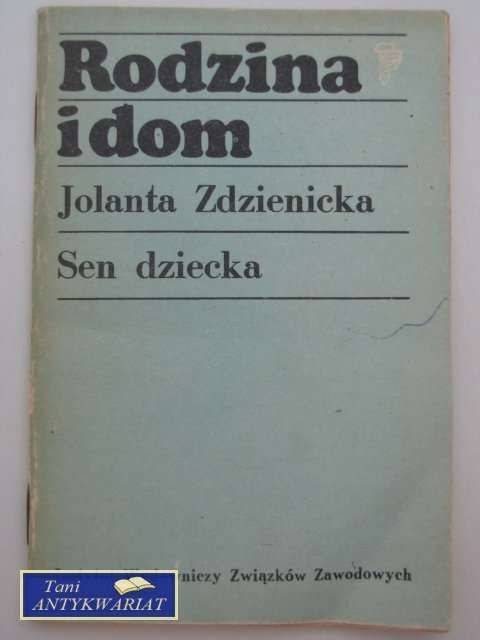 Rodzina
i dom
Jolanta Zdzienicka
Sen dziecka
Związków Zawodowych
Tani
ANTYKWARIAT